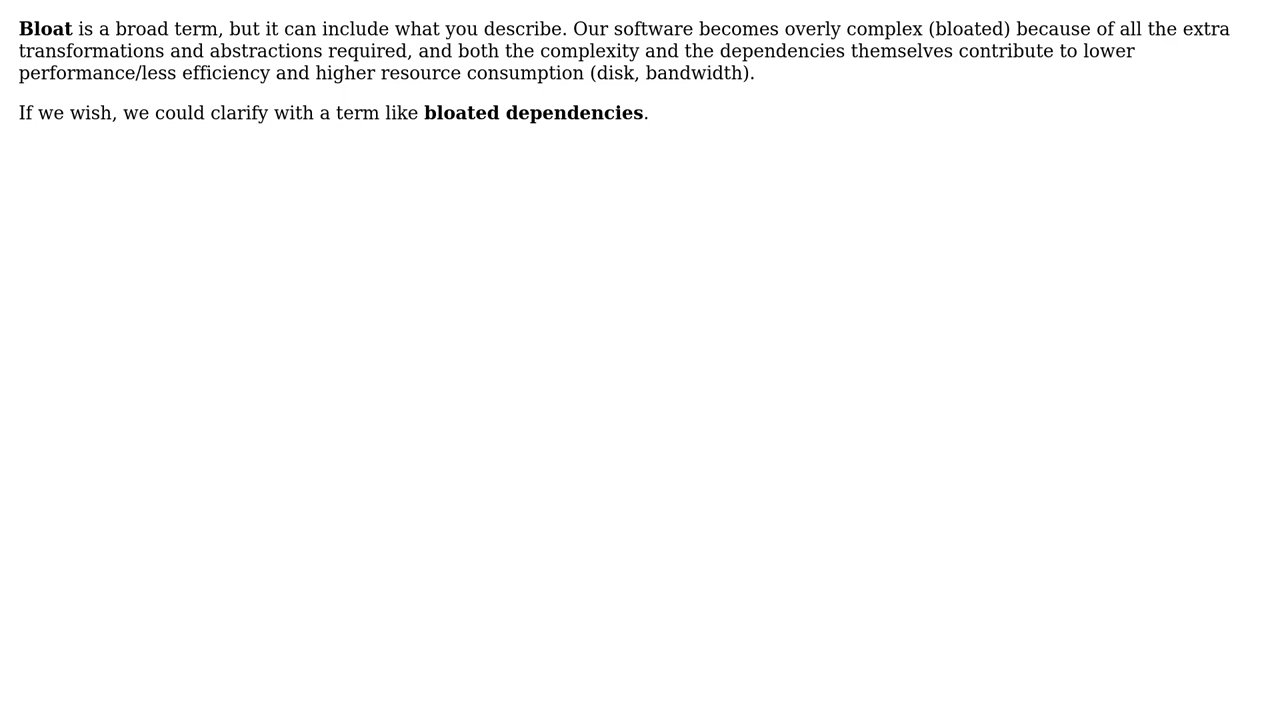 Bloat is a broad term, but it can include what you describe. Our software becomes overly complex (bloated) because of all the extra
transformations and abstractions required, and both the complexity and the dependencies themselves contribute to lower
performance/less efficiency and higher resource consumption (disk, bandwidth).
If we wish, we could clarify with a term like bloated dependencies.